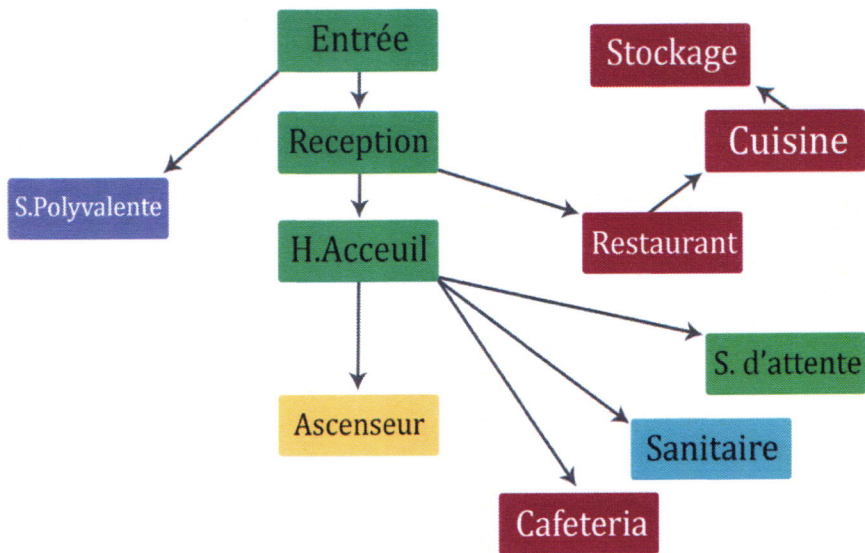 Entrée
Stockage
Reception
Cuisine
S.Polyvalente
H.Acceuil
Restaurant
S. d'attente
Ascenseur
Sanitaire
Cafeteria